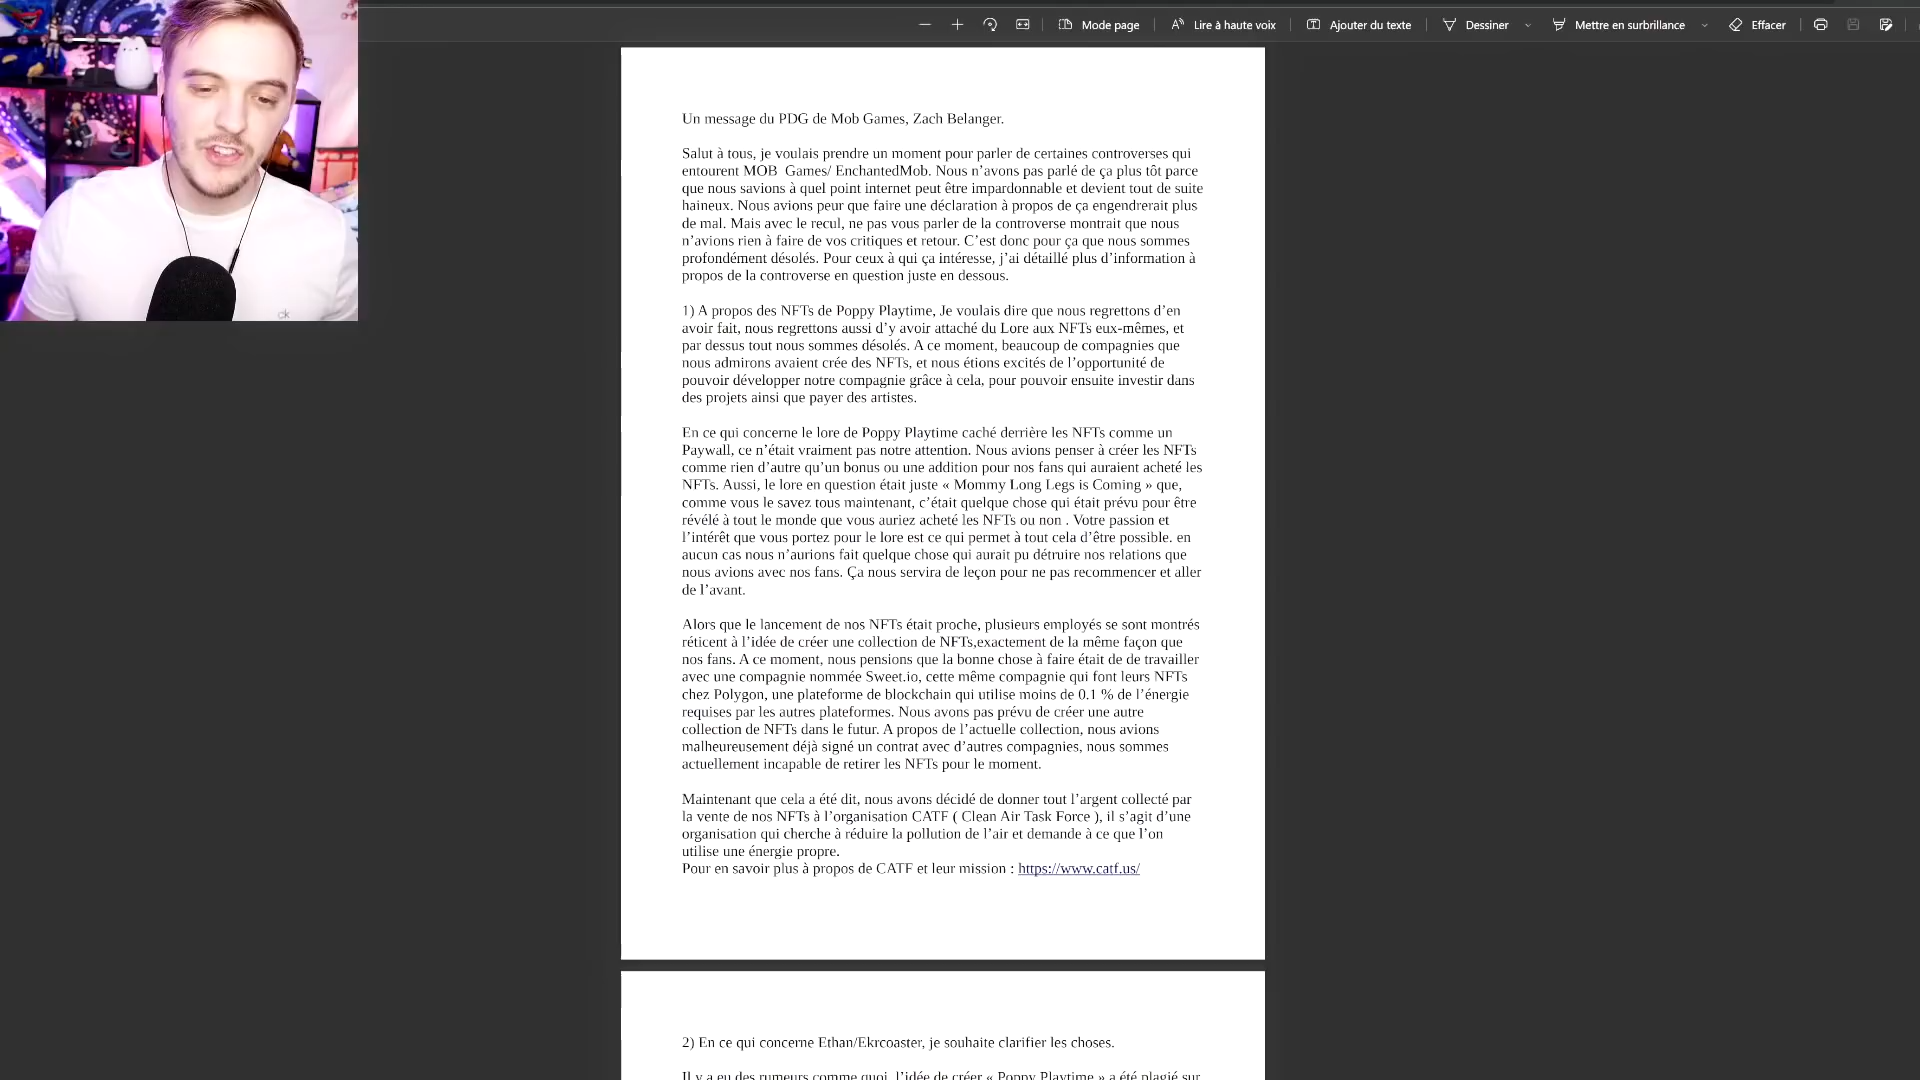 Mode page
Lire à haute voix
Ajouter du texte
Dessiner
Mettre en surbrillance
Effacer
Un message du PDG de Mob Games, Zach Belanger.
Salut à tous, je voulais prendre un moment pour parler de certaines controverses qui
entourent MOB  Games/ EnchantedMob. Nous n’avons pas parlé de ça plus tôt parce
que nous savions à quel point internet peut être impardonnable et devient tout de suite
haineux. Nous avions peur que faire une déclaration à propos de ça engendrerait plus
de mal. Mais avec le recul, ne pas vous parler de la controverse montrait que nous
n’avions rien à faire de vos critiques et retour. C’est donc pour ça que nous sommes
profondément désolés. Pour ceux à qui ça intéresse, j’ai détaillé plus d’information à
propos de la controverse en question juste en dessous.
1) A propos des NFTs de Poppy Playtime, Je voulais dire que nous regrettons d’en
avoir fait, nous regrettons aussi d’y avoir attaché du Lore aux NFTs eux-mêmes, et
par dessus tout nous sommes désolés. A ce moment, beaucoup de compagnies que
nous admirons avaient crée des NFTs, et nous étions excités de l’opportunité de
pouvoir développer notre compagnie grâce à cela, pour pouvoir ensuite investir dans
des projets ainsi que payer des artistes.
En ce qui concerne le lore de Poppy Playtime caché derrière les NFTs comme un
Paywall, ce n’était vraiment pas notre attention. Nous avions penser à créer les NFTs
comme rien d’autre qu’un bonus ou une addition pour nos fans qui auraient acheté les
NFTs. Aussi, le lore en question était juste « Mommy Long Legs is Coming » que,
comme vous le savez tous maintenant, c’était quelque chose qui était prévu pour être
révélé à tout le monde que vous auriez acheté les NFTs ou non . Votre passion et
l’intérêt que vous portez pour le lore est ce qui permet à tout cela d’être possible. en
aucun cas nous n’aurions fait quelque chose qui aurait pu détruire nos relations que
nous avions avec nos fans. Ça nous servira de leçon pour ne pas recommencer et aller
de l’avant.
Alors que le lancement de nos NFTs était proche, plusieurs employés se sont montrés
réticent à l’idée de créer une collection de NFTs,exactement de la même façon que
nos fans. A ce moment, nous pensions que la bonne chose à faire était de de travailler
avec une compagnie nommée Sweet.io, cette même compagnie qui font leurs NFTs
chez Polygon, une plateforme de blockchain qui utilise moins de 0.1 % de l’énergie
requises par les autres plateformes. Nous avons pas prévu de créer une autre
collection de NFTs dans le futur. A propos de l’actuelle collection, nous avions
malheureusement déjà signé un contrat avec d’autres compagnies, nous sommes
actuellement incapable de retirer les NFTs pour le moment.
Maintenant que cela a été dit, nous avons décidé de donner tout l’argent collecté par
la vente de nos NFTs à l’organisation CATF ( Clean Air Task Force ), il s’agit d’une
organisation qui cherche à réduire la pollution de l’air et demande à ce que l’on
utilise une énergie propre.
Pour en savoir plus à propos de CATF et leur mission : https://www.catf.us/
2) En ce qui concerne Ethan/Ekrcoaster, je souhaite clarifier les choses.
Il y a eu des rumeurs comme quoi, l’idée de créer « Poppy Playtime » a été plagié sur
ck